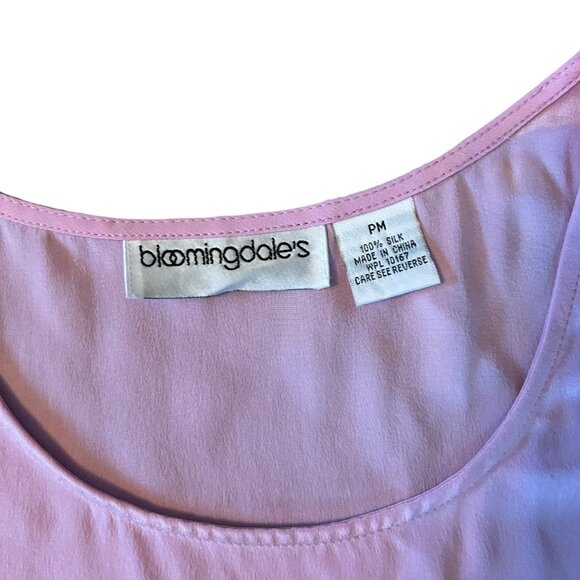 bloomingdale's
PM
100% SILK
MADE IN CHINA
WPL 10167
CARE SEE REVERSE